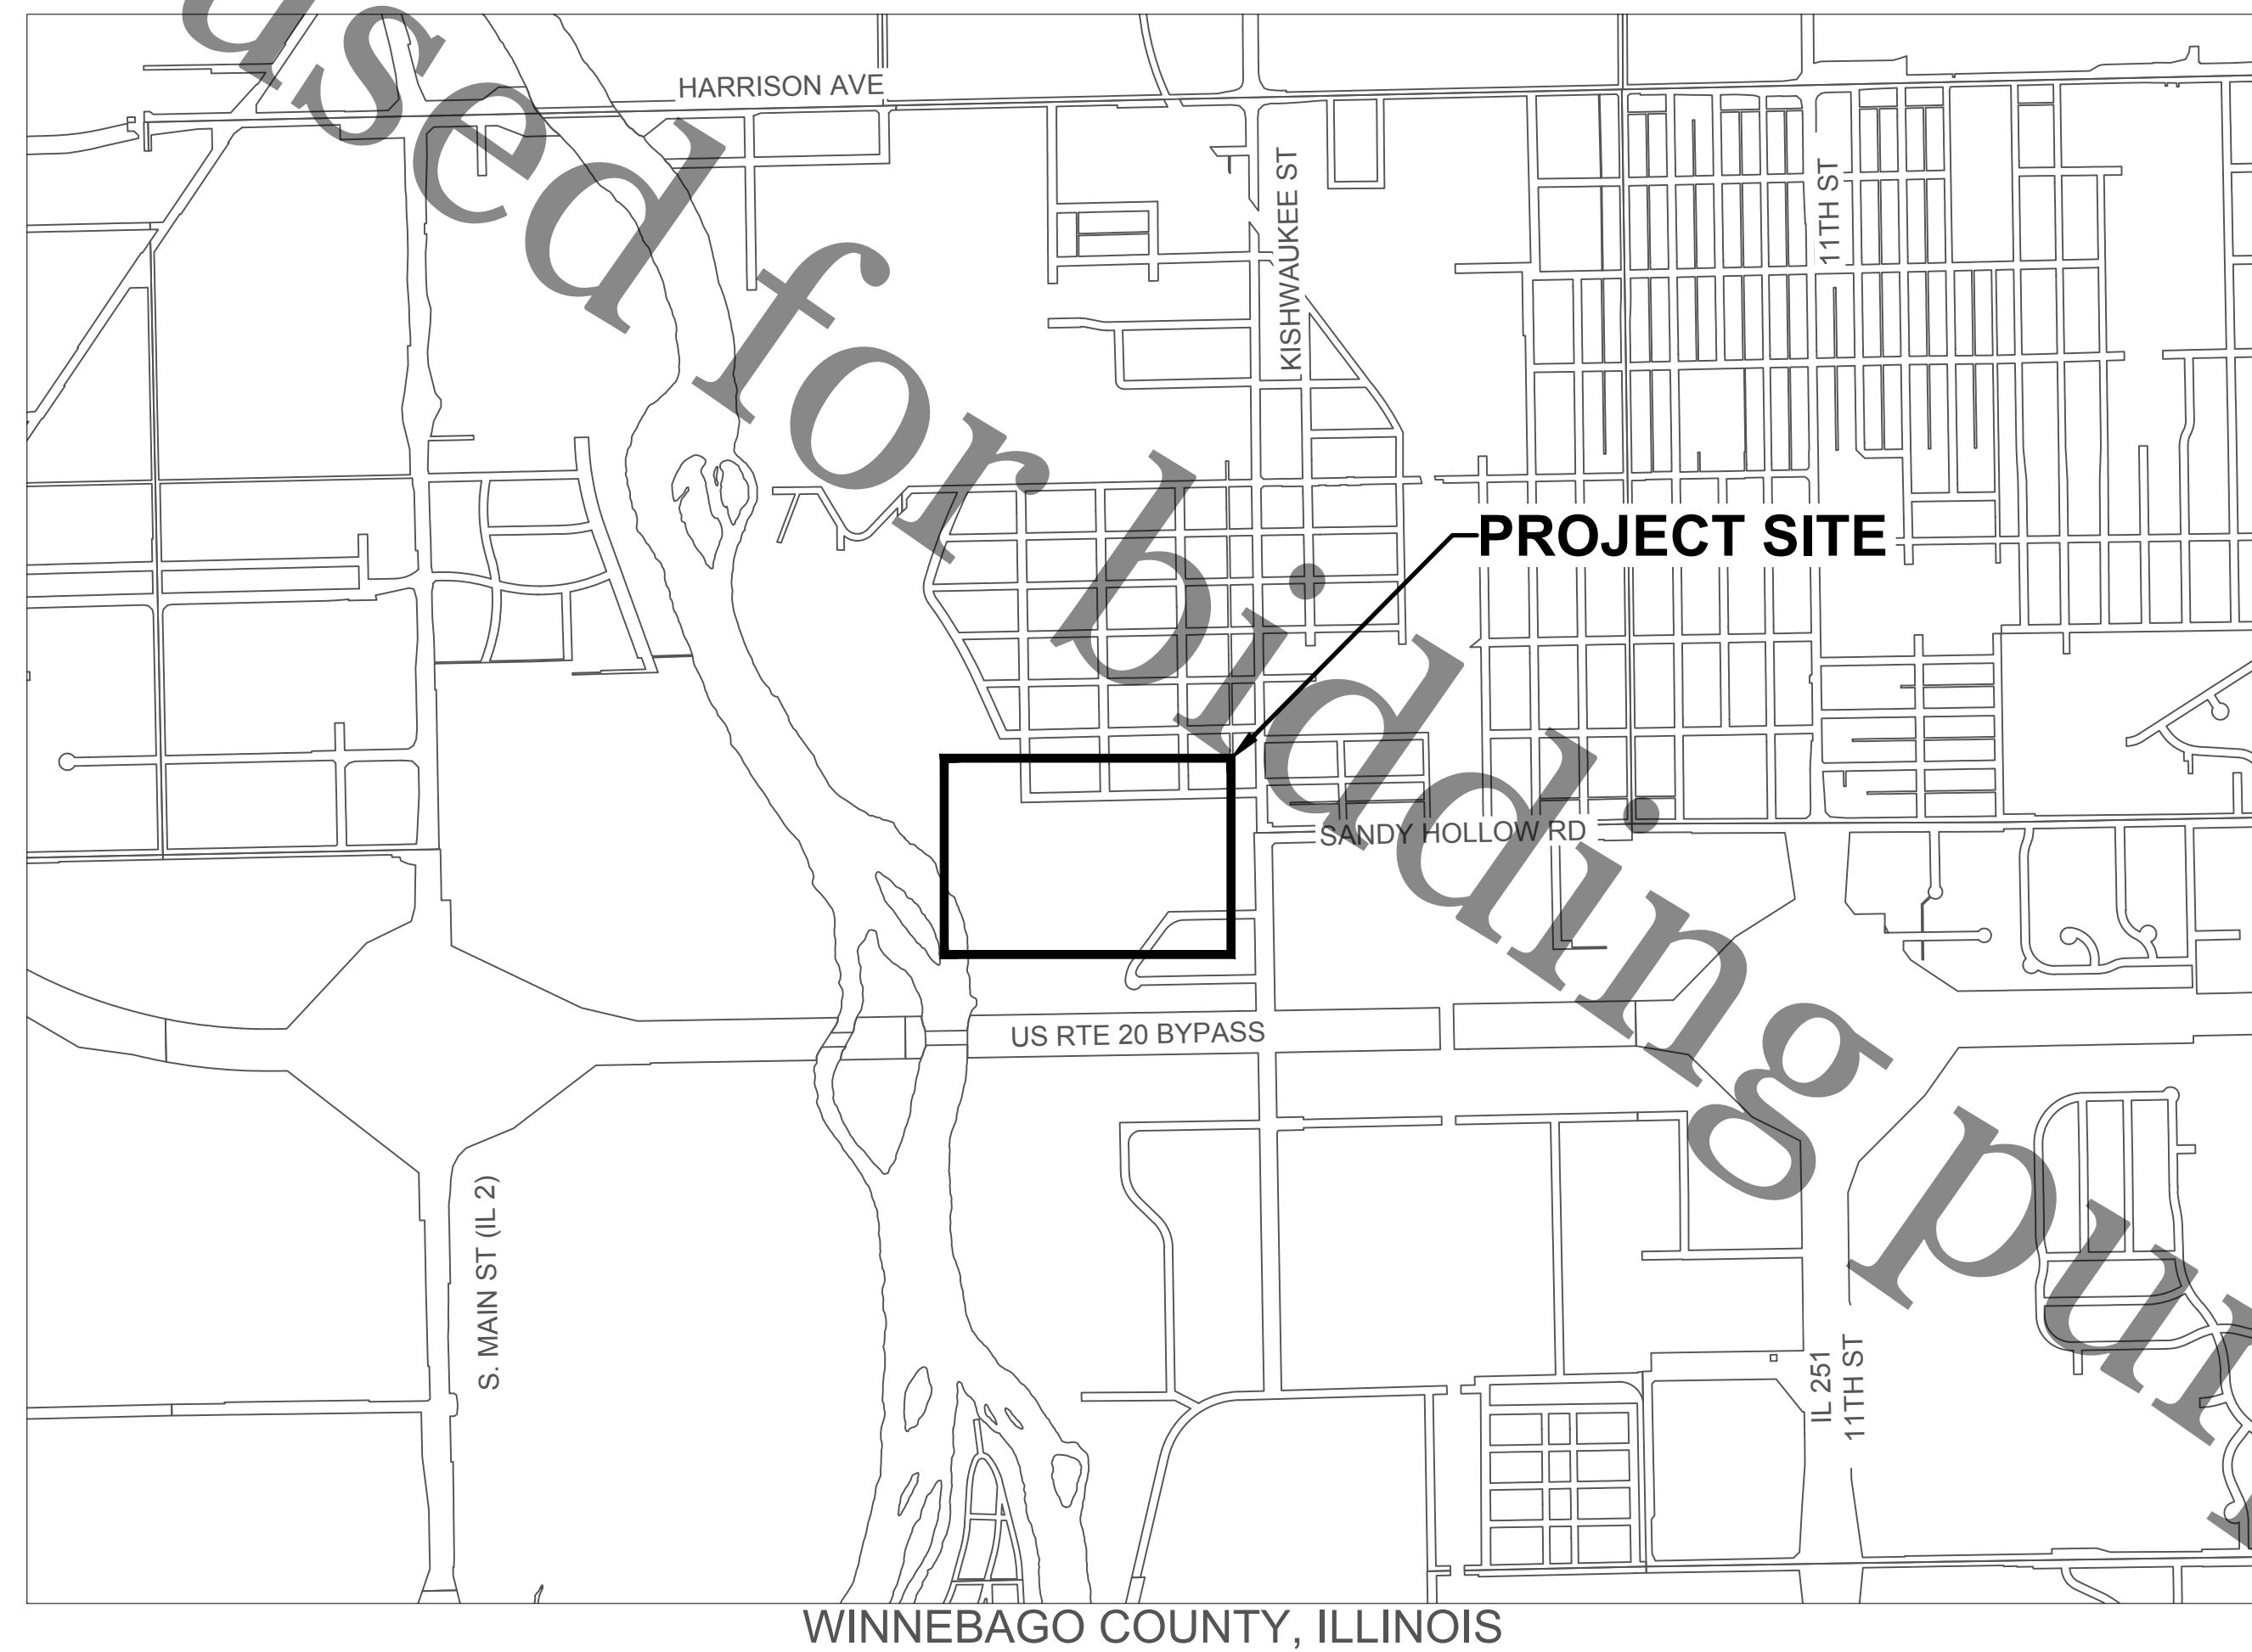 HARRISON AVE
KISHWAUKEE ST
11TH ST
PROJECT SITE
SANDY HOLLOW RD
US RTE 20 BYPASS
S. MAIN ST (IL 2)
IL 251
11TH ST
used for bidding pur
WINNEBAGO COUNTY, ILLINOIS